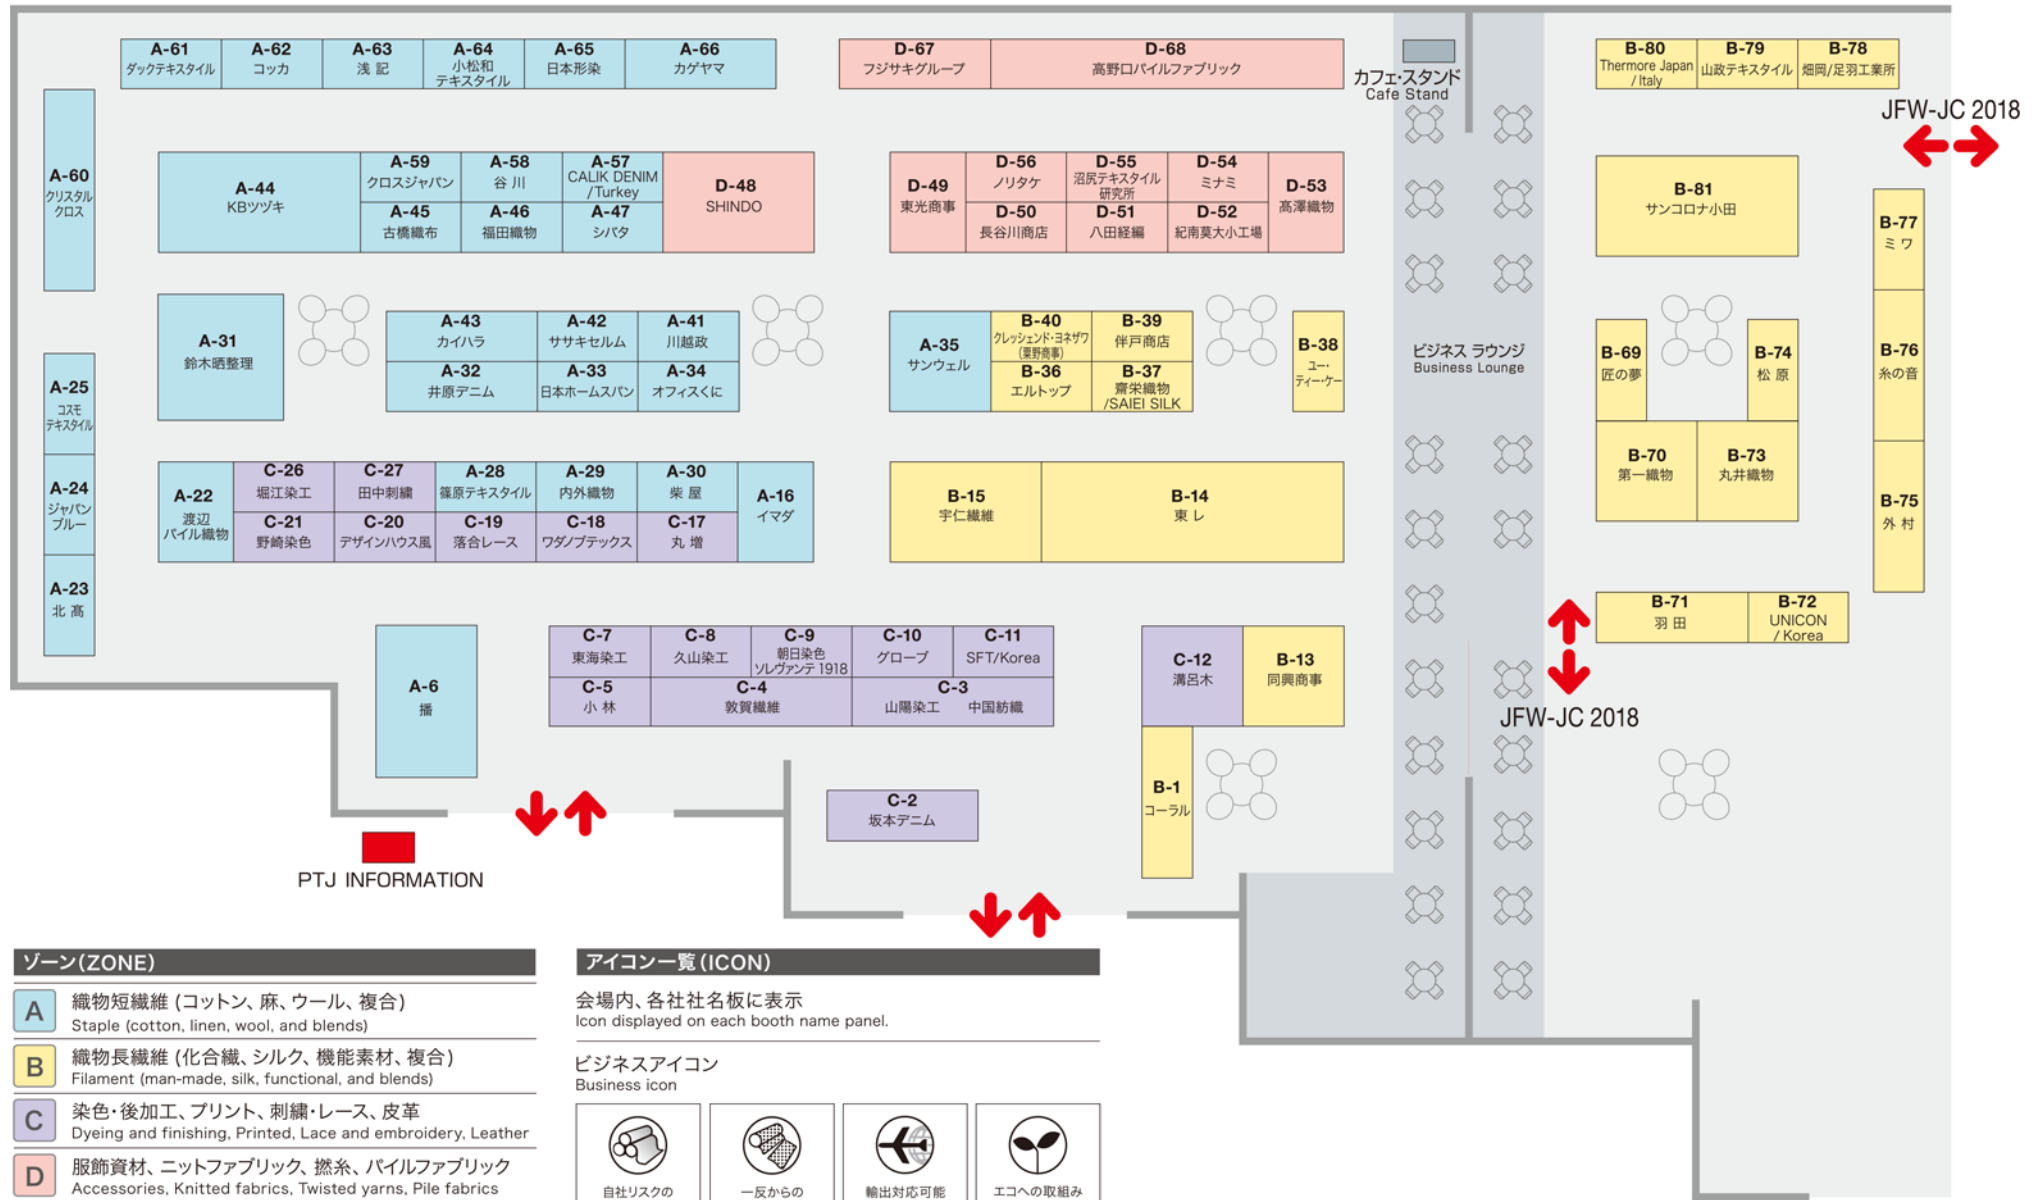 A-61
ダックテキスタイル
A-62
コッカ
A-63
浅 記
A-64
小松和
テキスタイル
A-65
日本形染
A-66
カゲヤマ
D-67
フジサキグループ
D-68
高野口パイルファブリック
カフェ・スタンド
Cafe Stand
B-80
Thermore Japan
/ Italy
B-79
山政テキスタイル
B-78
畑岡/足羽工業所
JFW-JC 2018
A-60
クリスタル
クロス
A-44
KBツヅキ
A-59
クロスジャパン
A-58
谷 川
A-57
CALIK DENIM
/Turkey
D-48
SHINDO
A-45
古橋織布
A-46
福田織物
A-47
シバタ
D-49
東光商事
D-56
ノリタケ
D-55
沼尻テキスタイル
研究所
D-54
ミナミ
D-53
髙澤織物
D-50
長谷川商店
D-51
八田経編
D-52
紀南莫大小工場
B-81
サンコロナ小田
B-77
ミ ワ
A-31
鈴木晒整理
A-43
カイハラ
A-42
ササキセルム
A-41
川越政
A-32
井原デニム
A-33
日本ホームスパン
A-34
オフィスくに
A-35
サンウェル
B-40
クレッシェンド・ヨネザワ
(粟野商事)
B-39
伴戸商店
B-36
エルトップ
B-37
齋栄織物
/SAIEI SILK
B-38
ユー・
ティー・ケー
ビジネス ラウンジ
Business Lounge
B-69
匠の夢
B-74
松 原
B-76
糸の音
B-70
第一織物
B-73
丸井織物
B-75
外 村
A-25
コスモ
テキスタイル
A-24
ジャパン
ブルー
A-23
北 髙
A-22
渡辺
パイル織物
C-26
堀江染工
C-27
田中刺繍
A-28
篠原テキスタイル
A-29
内外織物
A-30
柴 屋
A-16
イマダ
C-21
野崎染色
C-20
デザインハウス風
C-19
落合レース
C-18
ワダノブテックス
C-17
丸 増
B-15
宇仁繊維
B-14
東 レ
B-71
羽 田
B-72
UNICON
/ Korea
JFW-JC 2018
A-6
播
C-7
東海染工
C-8
久山染工
C-9
朝日染色
ソレヴァンテ 1918
C-10
グローブ
C-11
SFT/Korea
C-5
小 林
C-4
敦賀繊維
C-3
山陽染工 中国紡織
C-12
溝呂木
B-13
同興商事
B-1
コーラル
C-2
坂本デニム
PTJ INFORMATION
ゾーン(ZONE)
A
織物短繊維 (コットン、麻、ウール、複合)
Staple (cotton, linen, wool, and blends)
B
織物長繊維 (化合繊、シルク、機能素材、複合)
Filament (man-made, silk, functional, and blends)
C
染色・後加工、プリント、刺繍・レース、皮革
Dyeing and finishing, Printed, Lace and embroidery, Leather
D
服飾資材、ニットファブリック、撚糸、パイルファブリック
Accessories, Knitted fabrics, Twisted yarns, Pile fabrics
アイコン一覧(ICON)
会場内、各社社名板に表示
Icon displayed on each booth name panel.
ビジネスアイコン
Business icon
自社リスクの
一反からの
輸出対応可能
エコへの取組み